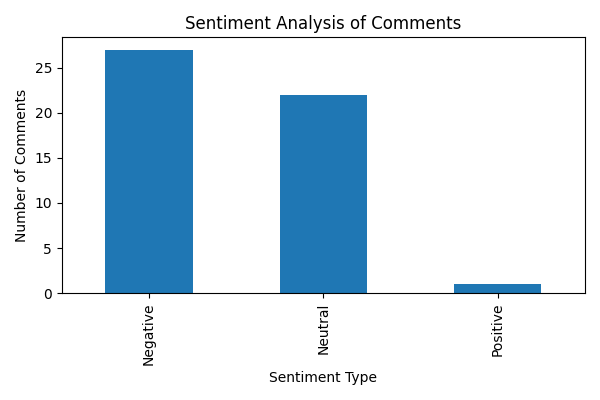 Sentiment Analysis of Comments
Number of Comments
25
20
15
10
5
0
Negative
Neutral
Positive
Sentiment Type